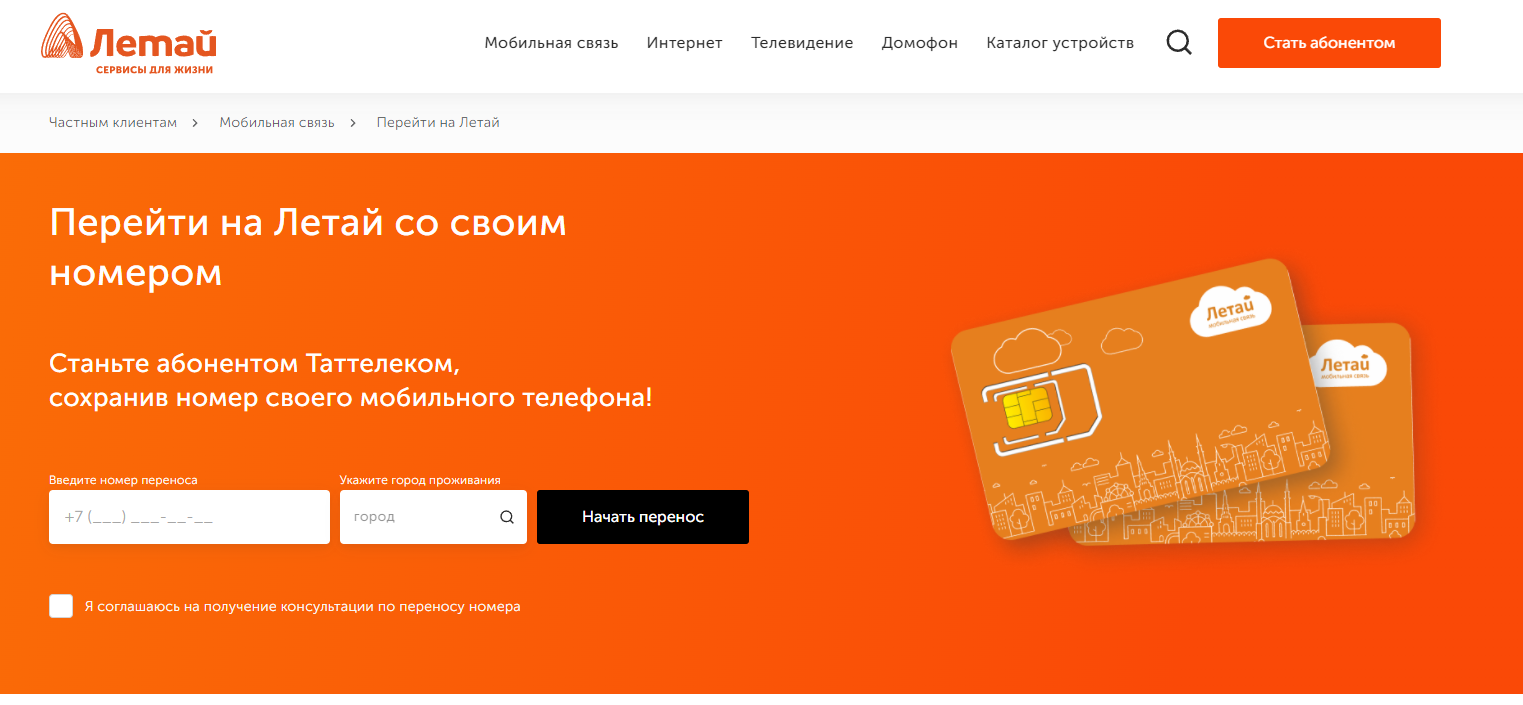 Летай
СЕРВИСЫ ДЛЯ ЖИЗНИ
Мобильная связь
Интернет
Телевидение
Домофон
Каталог устройств
Стать абонентом
Частным клиентам
Мобильная связь
Перейти на Летай
Перейти на Летай со своим
номером
Станьте абонентом Таттелеком,
сохранив номер своего мобильного телефона!
Введите номер переноса
Укажите город проживания
+7 (___) ___-__-__
город
Начать перенос
Я соглашаюсь на получение консультации по переносу номера
Летай
мобильная связь
Летай
мобильная связь